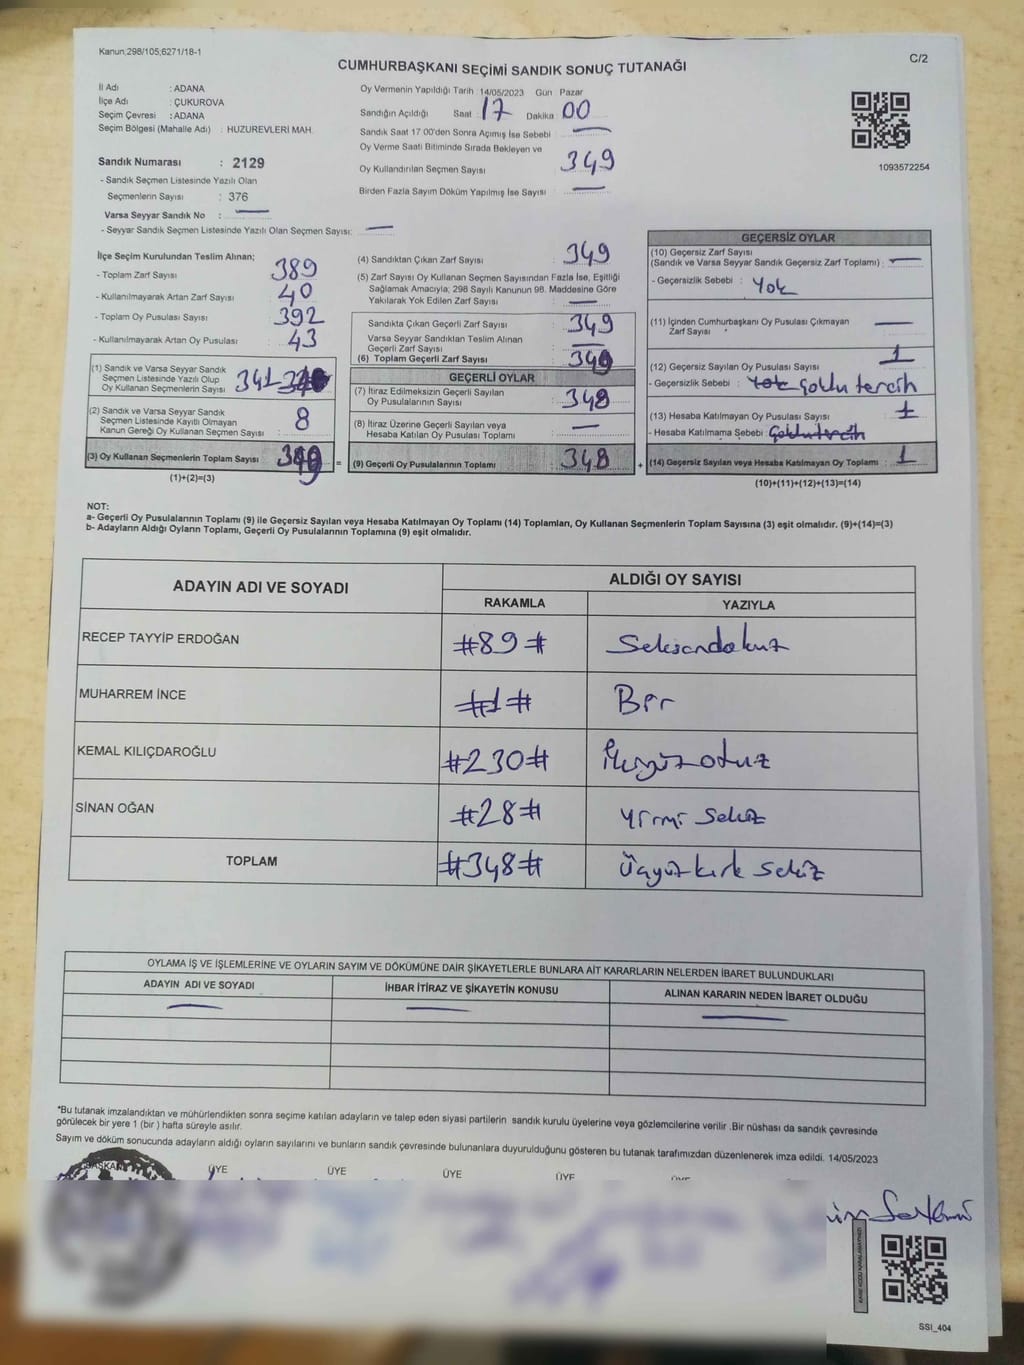 Kanun;298/105;6271/18-1
C/2
CUMHURBAŞKANI SEÇİMİ SANDIK SONUÇ TUTANAĞI
İl Adı : ADANA
İlçe Adı : ÇUKUROVA
Seçim Çevresi : ADANA
Seçim Bölgesi (Mahalle Adı) : HUZUREVLERİ MAH.
Sandık Numarası : 2129
- Sandık Seçmen Listesinde Yazılı Olan
Seçmenlerin Sayısı : 376
Varsa Seyyar Sandık No : —
- Seyyar Sandık Seçmen Listesinde Yazılı Olan Seçmen Sayısı: —
Oy Vermenin Yapıldığı Tarih : 14/05/2023 Gün : Pazar
Sandığın Açıldığı Saat : 17 Dakika 00
Sandık Saat 17 00'den Sonra Açımış İse Sebebi : —
Oy Verme Saati Bitiminde Sırada Bekleyen ve
Oy Kullandırılan Seçmen Sayısı : 349
Birden Fazla Sayım Döküm Yapılmış İse Sayısı : —
1093572254
İlçe Seçim Kurulundan Teslim Alınan;
- Toplam Zarf Sayısı : 389
- Kullanılmayarak Artan Zarf Sayısı : 40
- Toplam Oy Pusulası Sayısı : 392
- Kullanılmayarak Artan Oy Pusulası : 43
(1) Sandık ve Varsa Seyyar Sandık
Seçmen Listesinde Yazılı Olup
Oy Kullanan Seçmenlerin Sayısı : 341
(2) Sandık ve Varsa Seyyar Sandık
Seçmen Listesinde Kayıtlı Olmayan
Kanun Gereği Oy Kullanan Seçmen Sayısı : 8
(3) Oy Kullanan Seçmenlerin Toplam Sayısı : 349
(1)+(2)=(3)
(4) Sandıktan Çıkan Zarf Sayısı : 349
(5) Zarf Sayısı Oy Kullanan Seçmen Sayısından Fazla İse, Eşitliği
Sağlamak Amacıyla; 298 Sayılı Kanunun 98. Maddesine Göre
Yakılarak Yok Edilen Zarf Sayısı : —
Sandıkta Çıkan Geçerli Zarf Sayısı : 349
Varsa Seyyar Sandıktan Teslim Alınan
Geçerli Zarf Sayısı : —
(6) Toplam Geçerli Zarf Sayısı : 349
GEÇERLİ OYLAR
(7) İtiraz Edilmeksizin Geçerli Sayılan
Oy Pusulalarının Sayısı : 348
(8) İtiraz Üzerine Geçerli Sayılan veya
Hesaba Katılan Oy Pusulası Toplamı : —
= (9) Geçerli Oy Pusulalarının Toplamı : 348
GEÇERSİZ OYLAR
(10) Geçersiz Zarf Sayısı
(Sandık ve Varsa Seyyar Sandık Geçersiz Zarf Toplamı) : —
- Geçersizlik Sebebi : Yok
(11) İçinden Cumhurbaşkanı Oy Pusulası Çıkmayan
Zarf Sayısı : —
(12) Geçersiz Sayılan Oy Pusulası Sayısı : 1
- Geçersizlik Sebebi : Yok Çoklu tercih
(13) Hesaba Katılmayan Oy Pusulası Sayısı : 1
- Hesaba Katılmama Sebebi : Çoklu tercih
+ (14) Geçersiz Sayılan veya Hesaba Katılmayan Oy Toplamı : 1
(10)+(11)+(12)+(13)=(14)
NOT:
a- Geçerli Oy Pusulalarının Toplamı (9) ile Geçersiz Sayılan veya Hesaba Katılmayan Oy Toplamı (14) Toplamları, Oy Kullanan Seçmenlerin Toplam Sayısına (3) eşit olmalıdır. (9)+(14)=(3)
b- Adayların Aldığı Oyların Toplamı, Geçerli Oy Pusulalarının Toplamına (9) eşit olmalıdır.
ADAYIN ADI VE SOYADI
ALDIĞI OY SAYISI
RAKAMLA
YAZIYLA
RECEP TAYYİP ERDOĞAN #89# Seksendokuz
MUHARREM İNCE #1# Bir
KEMAL KILIÇDAROĞLU #230# İkiyüzotuz
SİNAN OĞAN #28# Yirmi Sekiz
TOPLAM #348# Üçyüz kırk Sekiz
OYLAMA İŞ VE İŞLEMLERİNE VE OYLARIN SAYIM VE DÖKÜMÜNE DAİR ŞİKAYETLERLE BUNLARA AİT KARARLARIN NELERDEN İBARET BULUNDUKLARI
ADAYIN ADI VE SOYADI
İHBAR İTİRAZ VE ŞİKAYETİN KONUSU
ALINAN KARARIN NEDEN İBARET OLDUĞU
— — —
*Bu tutanak imzalandıktan ve mühürlendikten sonra seçime katılan adayların ve talep eden siyasi partilerin sandık kurulu üyelerine veya gözlemcilerine verilir .Bir nüshası da sandık çevresinde
görülecek bir yere 1 (bir ) hafta süreyle asılır.
Sayım ve döküm sonucunda adayların aldığı oyların sayılarını ve bunların sandık çevresinde bulunanlara duyurulduğunu gösteren bu tutanak tarafımızdan düzenlenerek imza edildi. 14/05/2023
BAŞKAN ÜYE ÜYE ÜYE ÜYE ÜYE
SSI_404